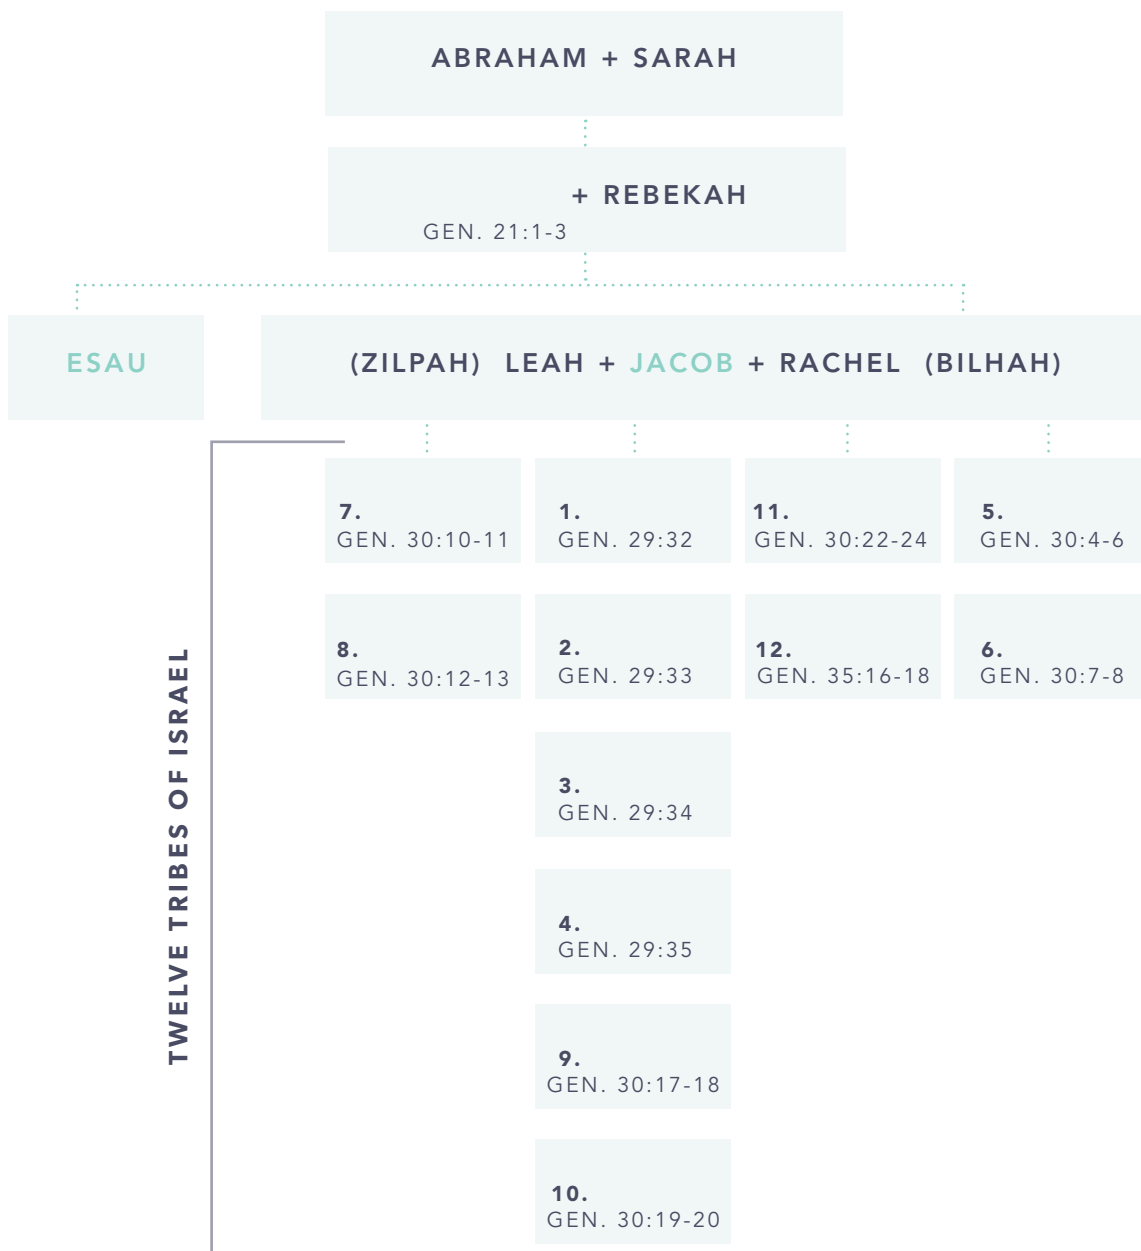 ABRAHAM + SARAH
+ REBEKAH
GEN. 21:1-3
ESAU
(ZILPAH) LEAH + JACOB + RACHEL (BILHAH)
TWELVE TRIBES OF ISRAEL
7.
GEN. 30:10-11
1.
GEN. 29:32
11.
GEN. 30:22-24
5.
GEN. 30:4-6
8.
GEN. 30:12-13
2.
GEN. 29:33
12.
GEN. 35:16-18
6.
GEN. 30:7-8
3.
GEN. 29:34
4.
GEN. 29:35
9.
GEN. 30:17-18
10.
GEN. 30:19-20